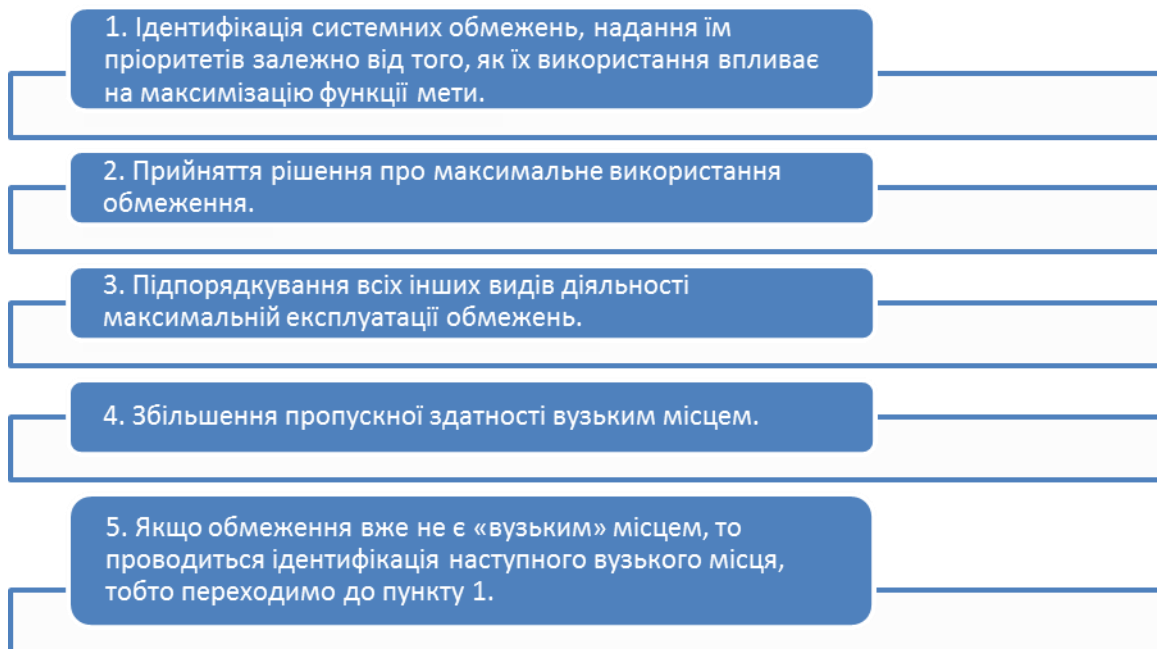 1. Ідентифікація системних обмежень, надання їм
пріоритетів залежно від того, як їх використання впливає
на максимізацію функції мети.
2. Прийняття рішення про максимальне використання
обмеження.
3. Підпорядкування всіх інших видів діяльності
максимальній експлуатації обмежень.
4. Збільшення пропускної здатності вузьким місцем.
5. Якщо обмеження вже не є «вузьким» місцем, то
проводиться ідентифікація наступного вузького місця,
тобто переходимо до пункту 1.